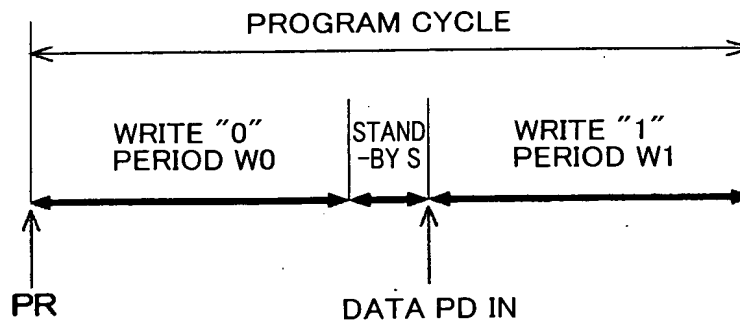 PROGRAM CYCLE
WRITE "0"
PERIOD W0
STAND
-BY S
WRITE "1"
PERIOD W1
PR
DATA PD IN